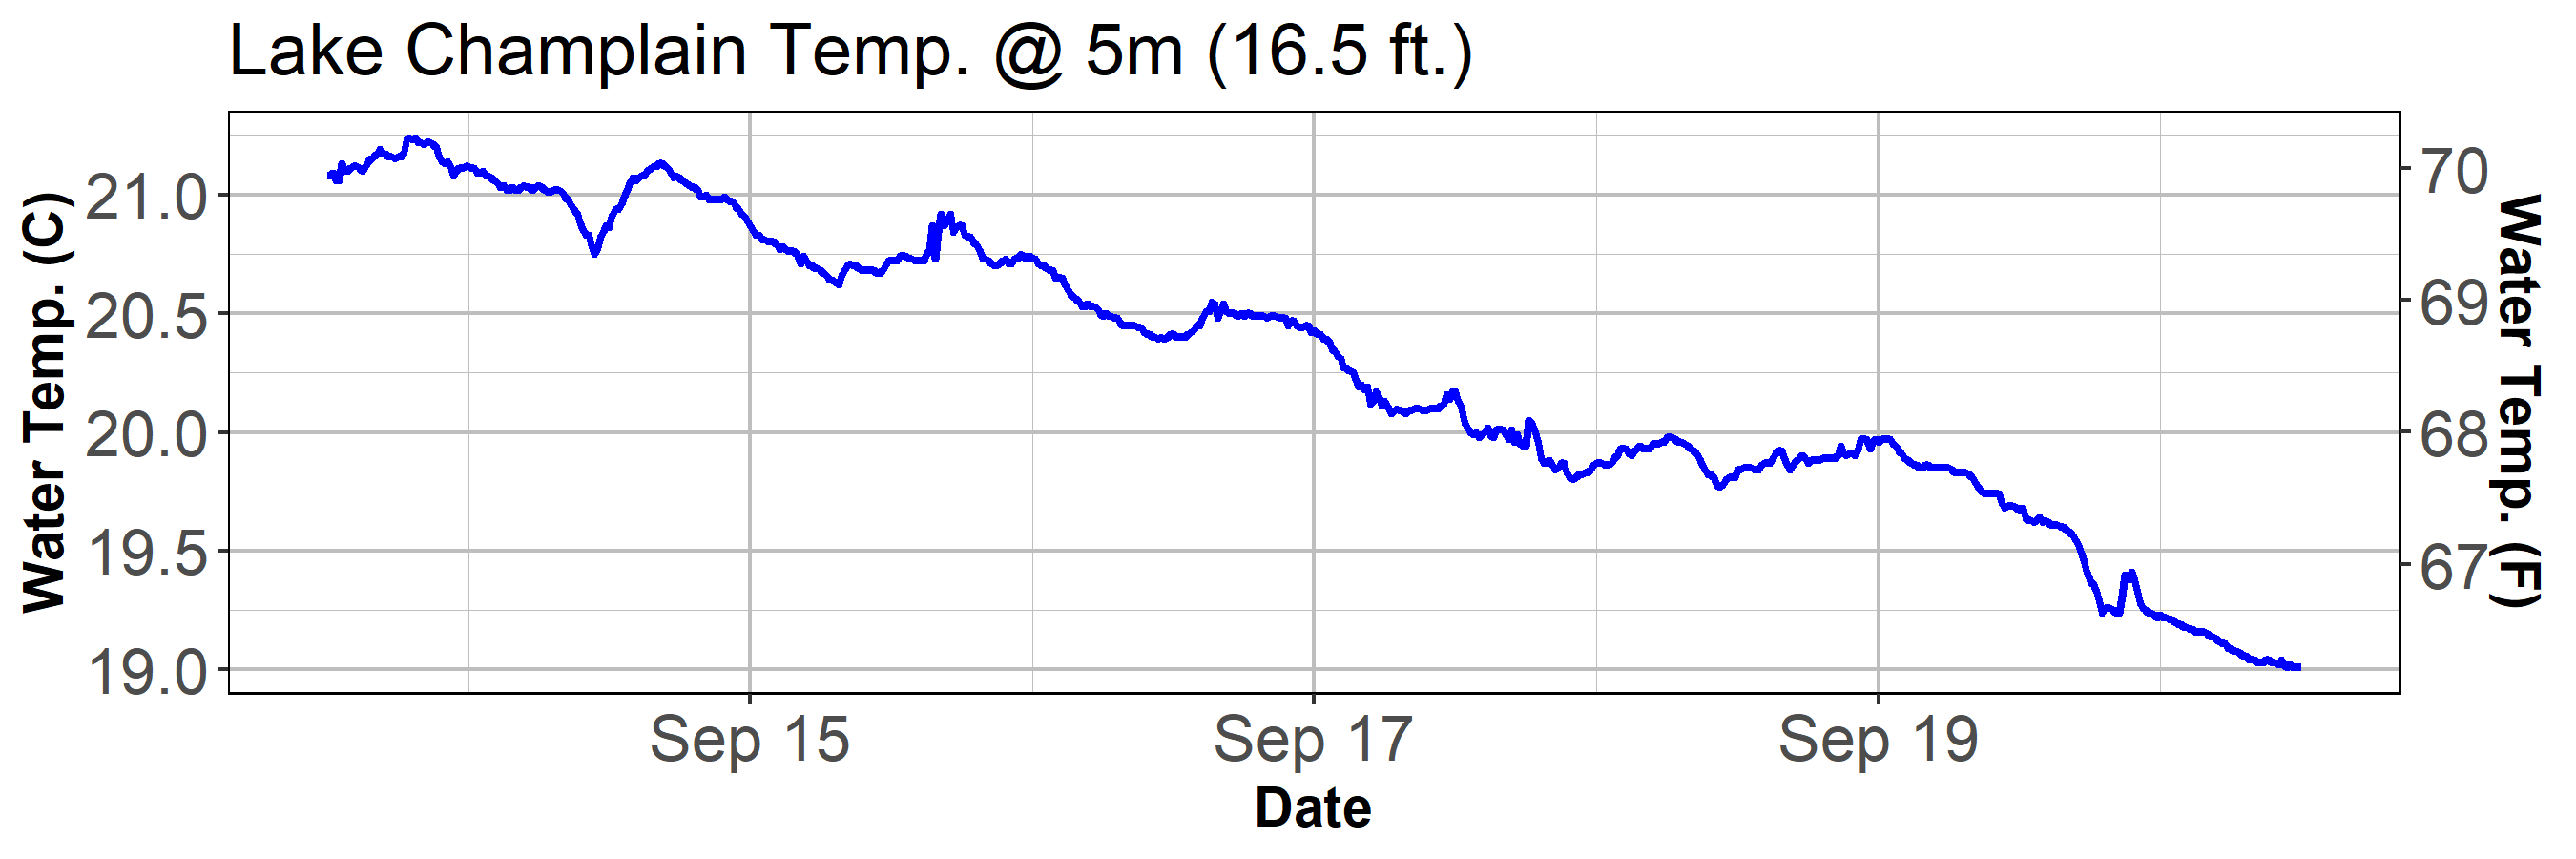 Lake Champlain Temp. @ 5m (16.5 ft.)
Water Temp. (C)
21.0
20.5
20.0
19.5
19.0
70
69
68
67
Water Temp. (F)
Sep 15
Sep 17
Sep 19
Date